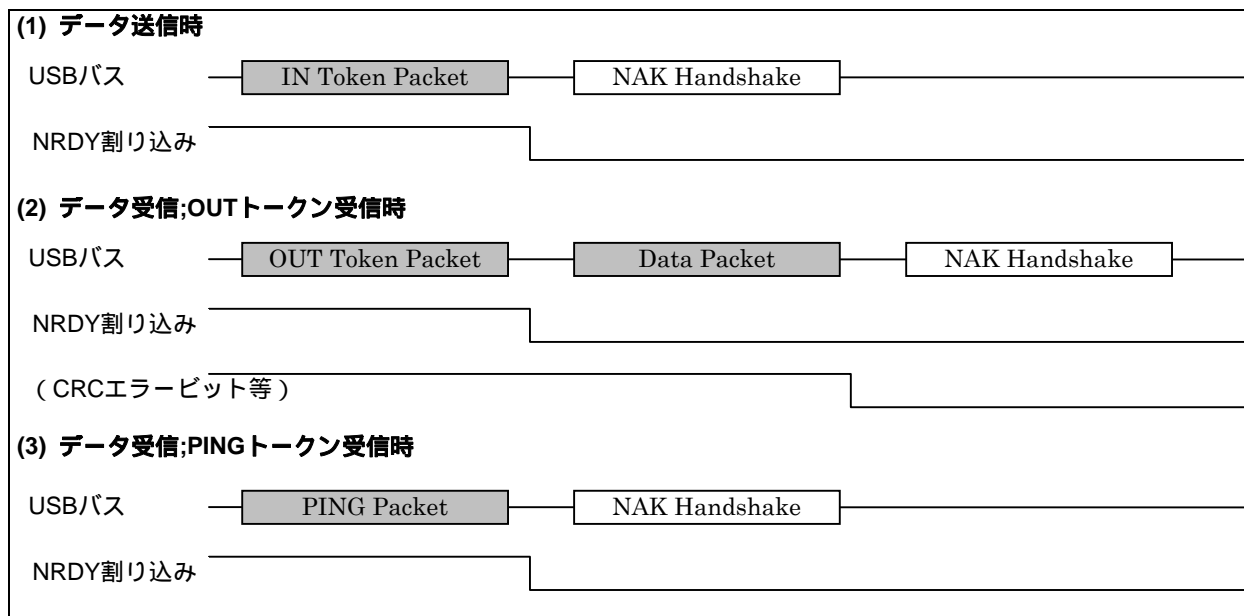 (1) データ送信時
USBバス IN Token Packet NAK Handshake
NRDY割り込み
(2) データ受信;OUTトークン受信時
USBバス OUT Token Packet Data Packet NAK Handshake
NRDY割り込み
(CRCエラービット等)
(3) データ受信;PINGトークン受信時
USBバス PING Packet NAK Handshake
NRDY割り込み